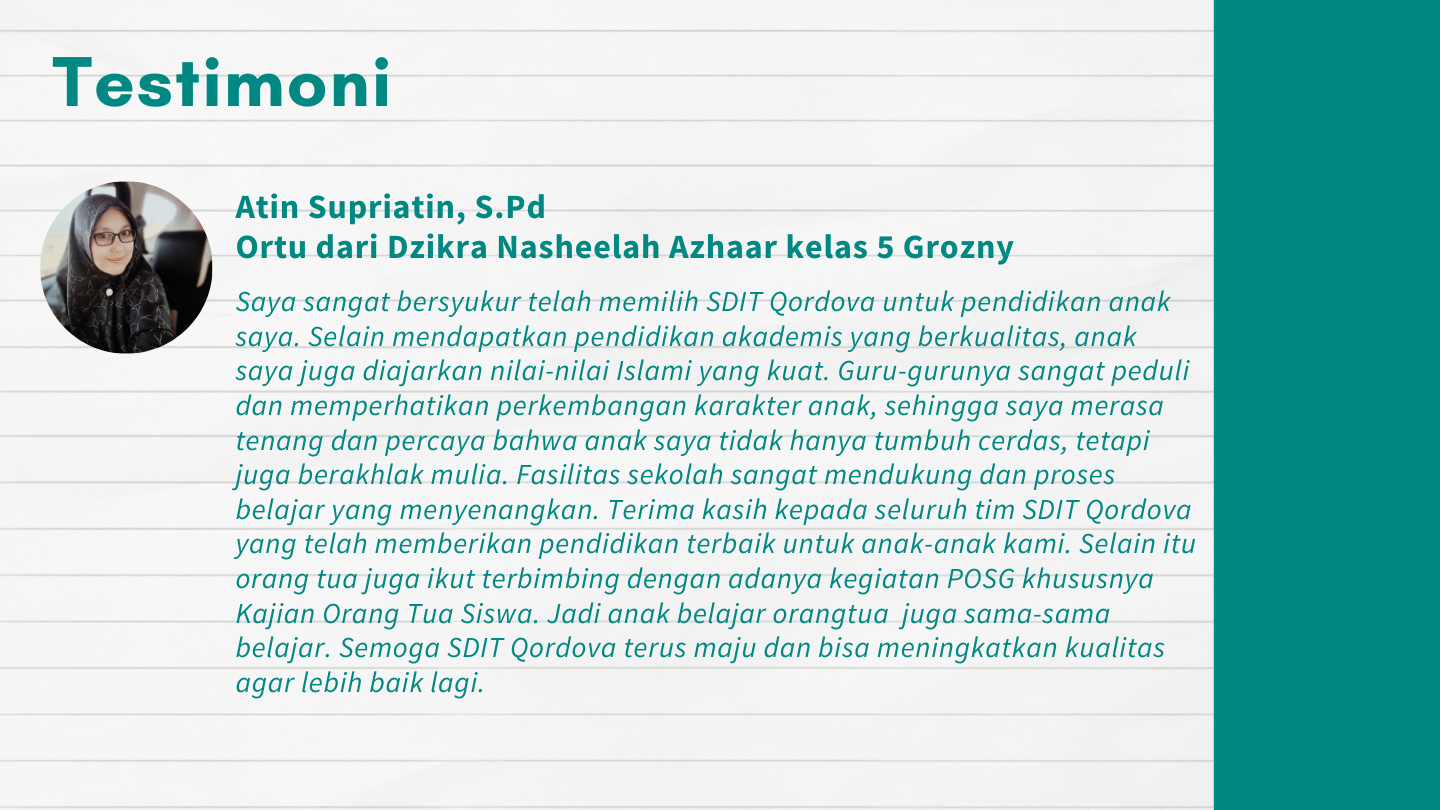 Testimoni
Atin Supriatin, S.Pd
Ortu dari Dzikra Nasheelah Azhaar kelas 5 Grozny
Saya sangat bersyukur telah memilih SDIT Qordova untuk pendidikan anak
saya. Selain mendapatkan pendidikan akademis yang berkualitas, anak
saya juga diajarkan nilai-nilai Islami yang kuat. Guru-gurunya sangat peduli
dan memperhatikan perkembangan karakter anak, sehingga saya merasa
tenang dan percaya bahwa anak saya tidak hanya tumbuh cerdas, tetapi
juga berakhlak mulia. Fasilitas sekolah sangat mendukung dan proses
belajar yang menyenangkan. Terima kasih kepada seluruh tim SDIT Qordova
yang telah memberikan pendidikan terbaik untuk anak-anak kami. Selain itu
orang tua juga ikut terbimbing dengan adanya kegiatan POSG khususnya
Kajian Orang Tua Siswa. Jadi anak belajar orangtua  juga sama-sama
belajar. Semoga SDIT Qordova terus maju dan bisa meningkatkan kualitas
agar lebih baik lagi.